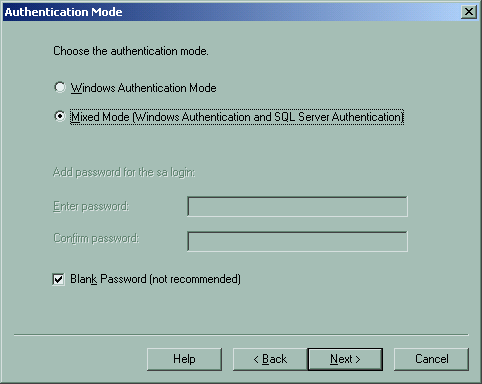 Authentication Mode
Choose the authentication mode.
Windows Authentication Mode
Mixed Mode (Windows Authentication and SQL Server Authentication)
Add password for the sa login:
Enter password:
Confirm password:
Blank Password (not recommended)
Help
< Back
Next >
Cancel